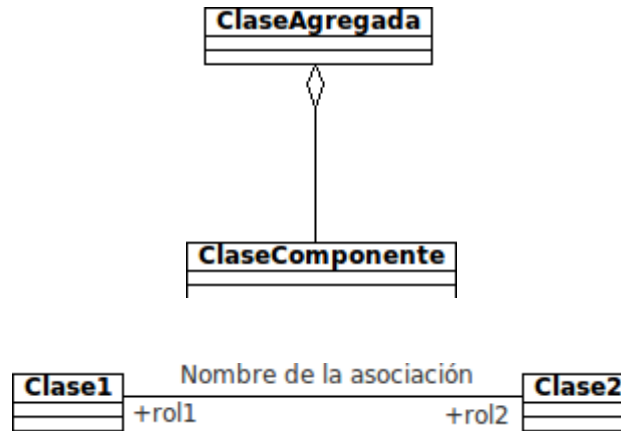 ClaseAgregada
ClaseComponente
Nombre de la asociación
Clase1
Clase2
+rol1
+rol2